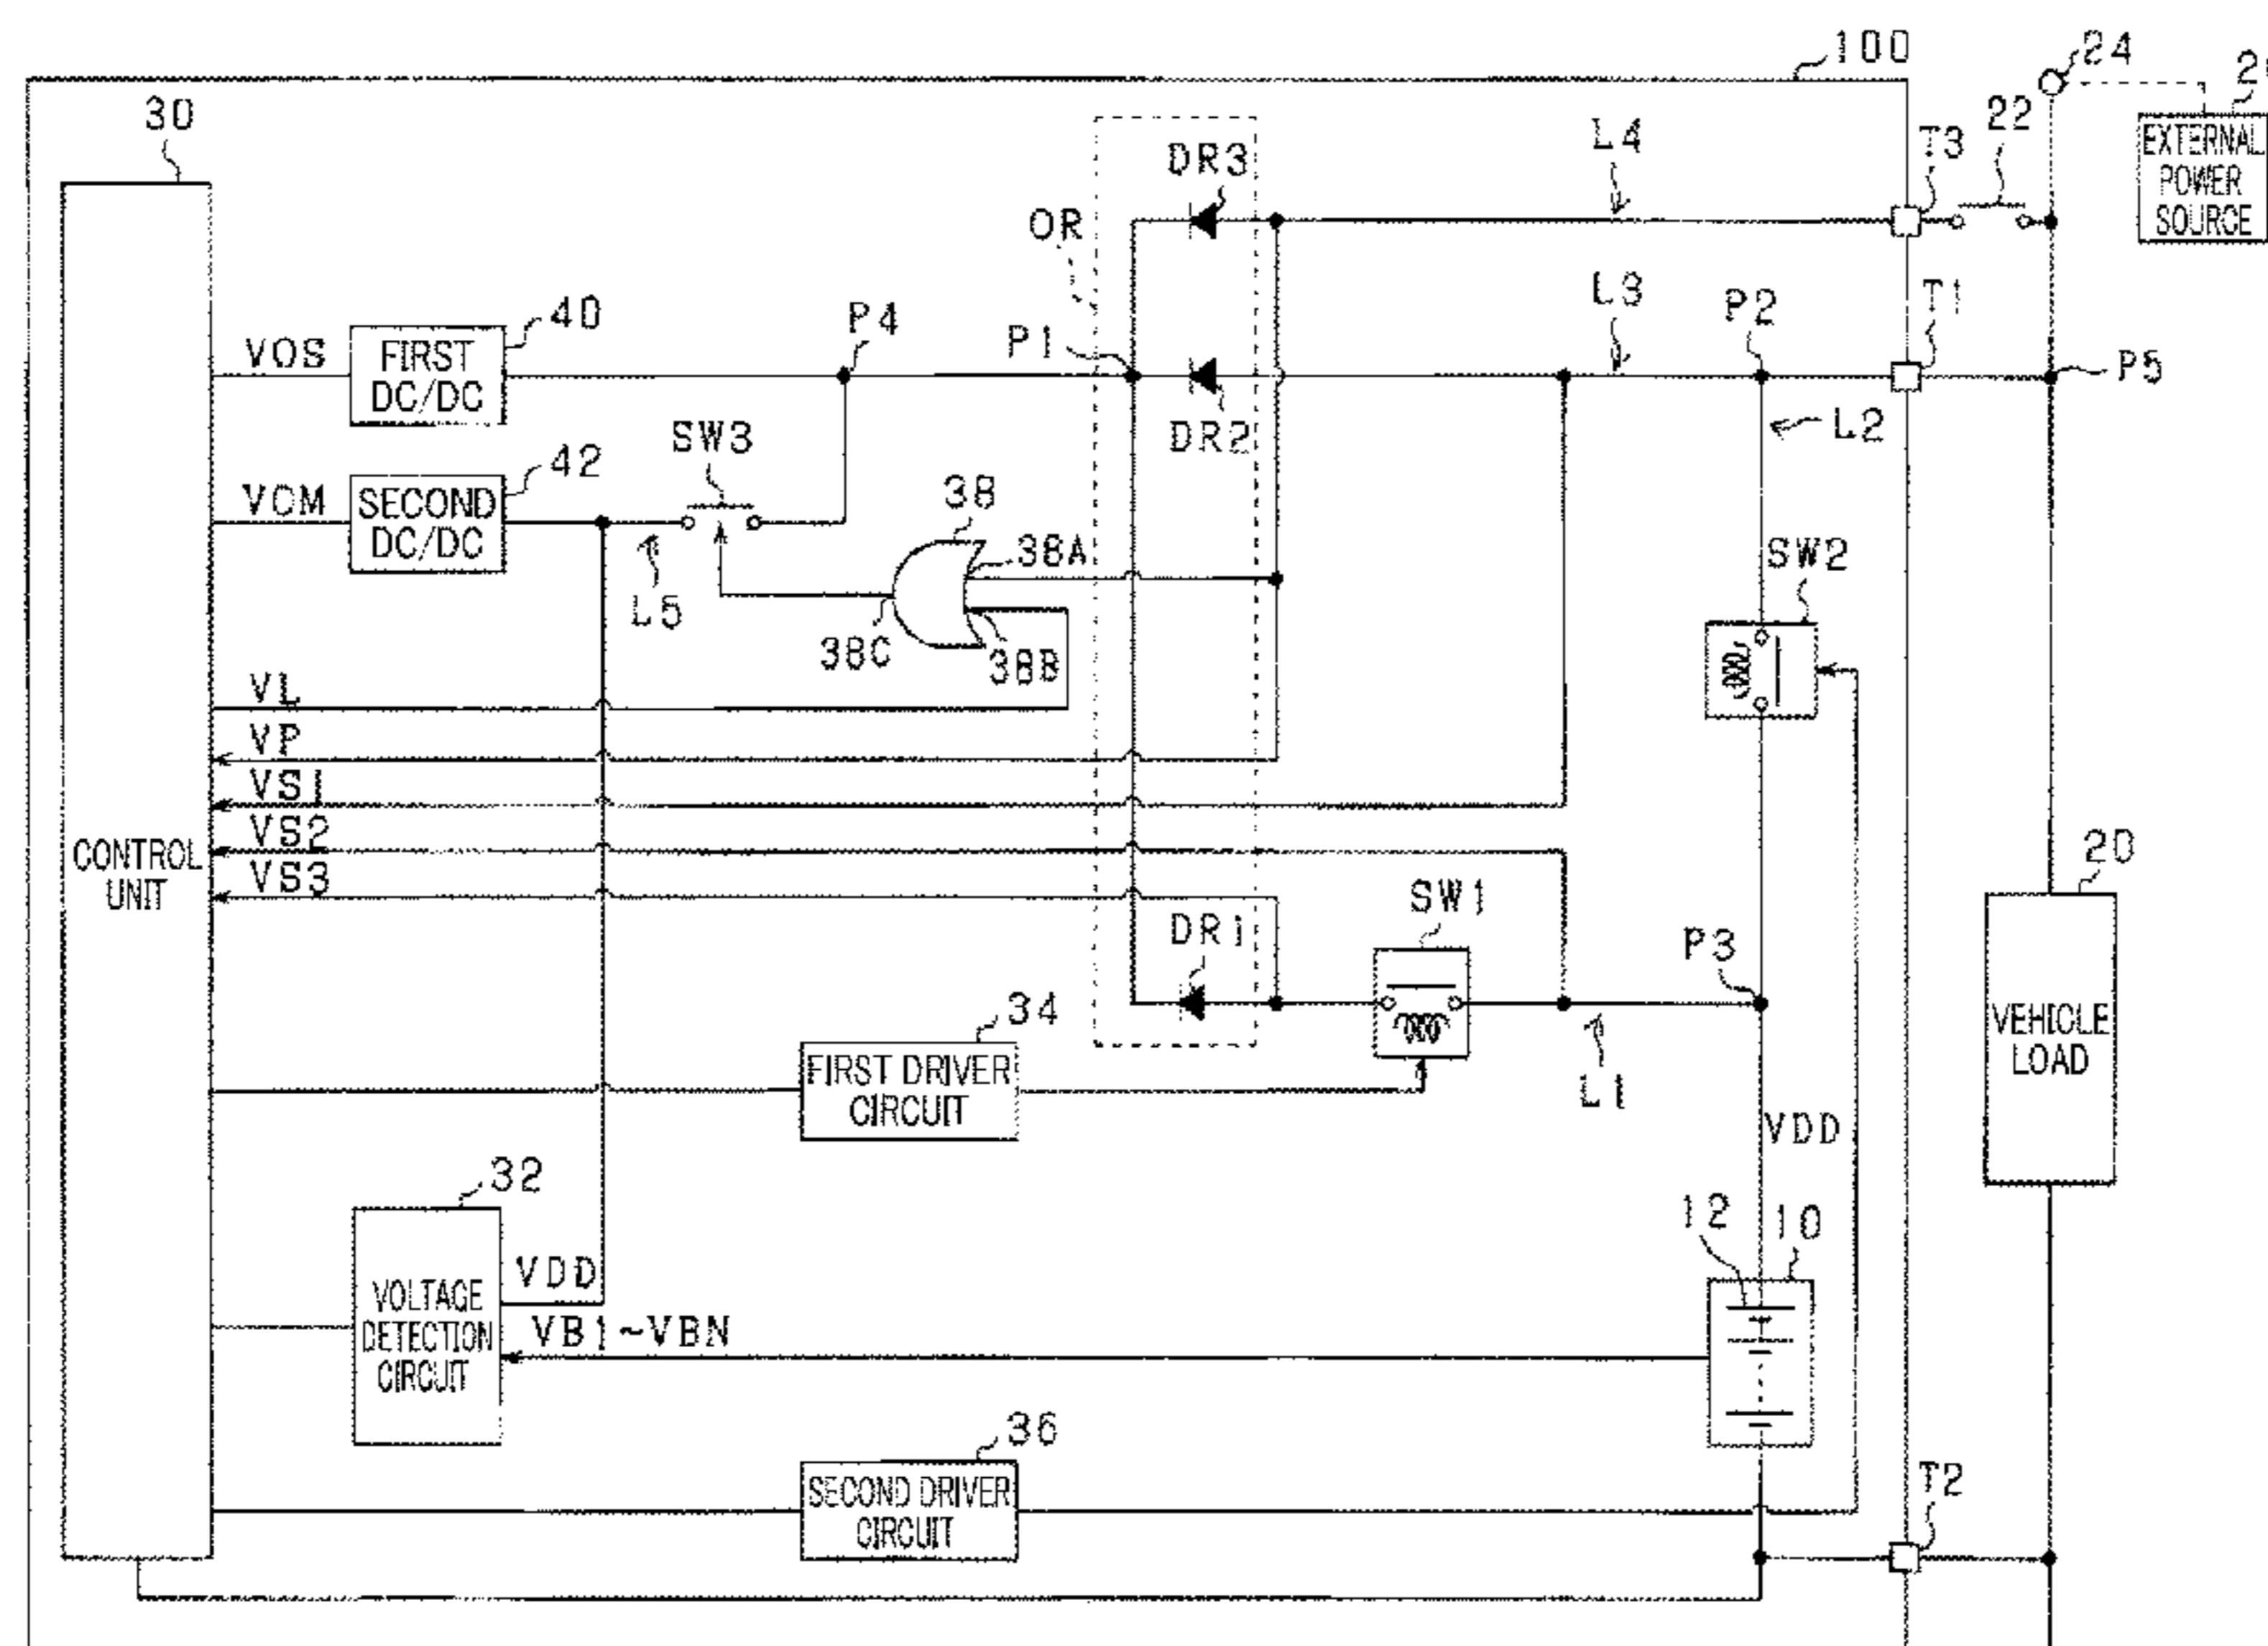 100
24
2
30
22
EXTERNAL
POWER
SOURCE
T3
L4
DR3
OR
L3
P2
T1
40
P4
P1
VOS
FIRST
DC/DC
P5
DR2
L2
SW3
42
38
VCM
SECOND
DC/DC
38A
SW2
L5
38C
38B
VL
VP
VS1
VS2
VS3
CONTROL
UNIT
20
SW1
DR1
P3
34
VEHICLE
LOAD
FIRST DRIVER
CIRCUIT
L1
VDD
32
12
10
VDD
VOLTAGE
DETECTION
CIRCUIT
VB1~VBN
36
T2
SECOND DRIVER
CIRCUIT